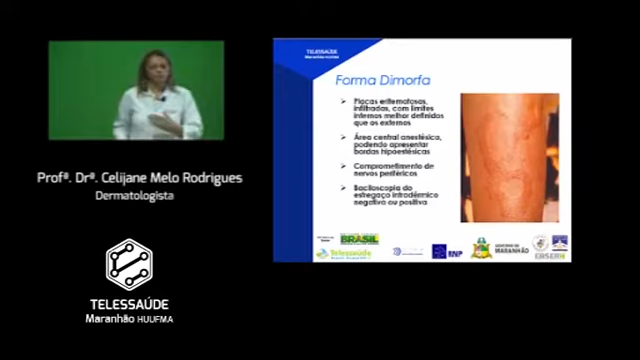 Profª. Drª. Celijane Melo Rodrigues
Dermatologista
TELESSAÚDE
Maranhão HUUFMA
TELESSAÚDE
Maranhão HUUFMA
Forma Dimorfa
Placas eritematosas,
infiltradas, com limites
internos melhor definidos
que os externos
Área central anestésica,
podendo apresentar
bordas hipoestésicas
Comprometimento de
nervos periféricos
Baciloscopia do
esfregaço intradérmico
negativa ou positiva
BRASIL
Telessaúde
RNP
MARANHÃO
EBSERH